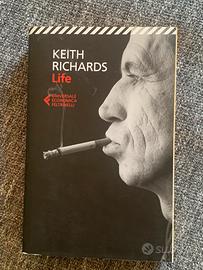 KEITH
RICHARDS
Life
UNIVERSALE
ECONOMICA
FELTRINELLI